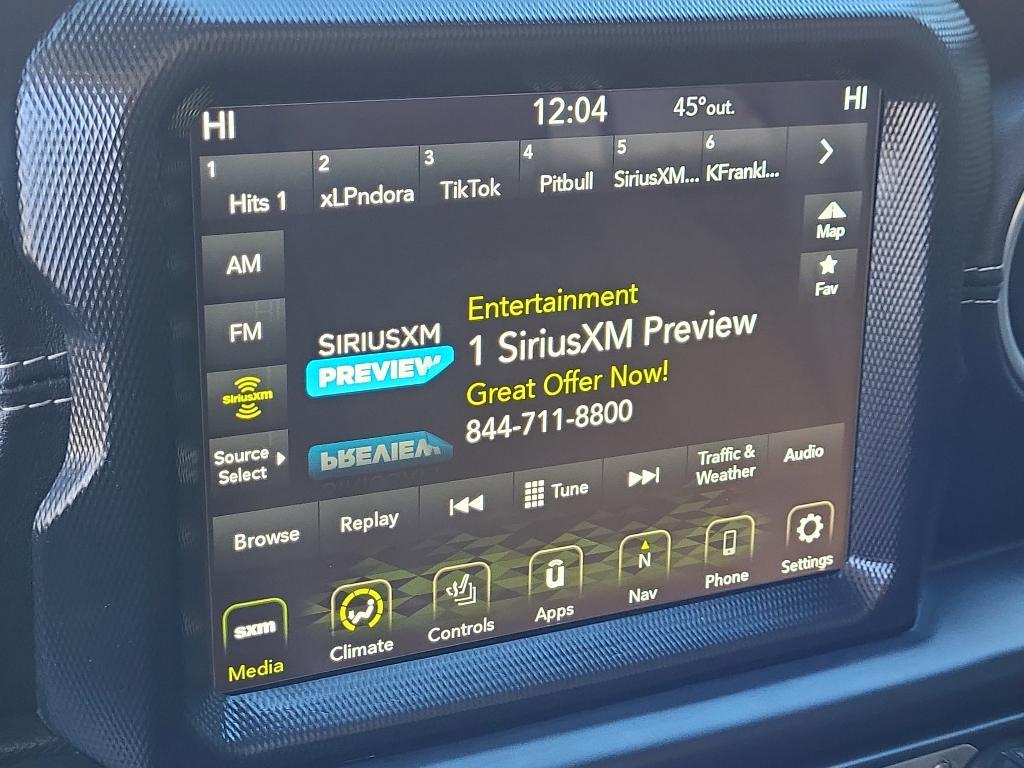 HI 12:04 45°out. HI
1 2 3 4 5 6
Hits 1 xLPndora TikTok Pitbull SiriusXM... KFrankl...
Map
AM
Fav
Entertainment
FM
SIRIUSXM
1 SiriusXM Preview
PREVIEW
Great Offer Now!
SiriusXm
844-711-8800
Source
Select
PREVIEW
Browse
Replay
Tune
Traffic &
Weather
Audio
sxm
Media
Climate
Controls
u
Apps
N
Nav
Phone
Settings